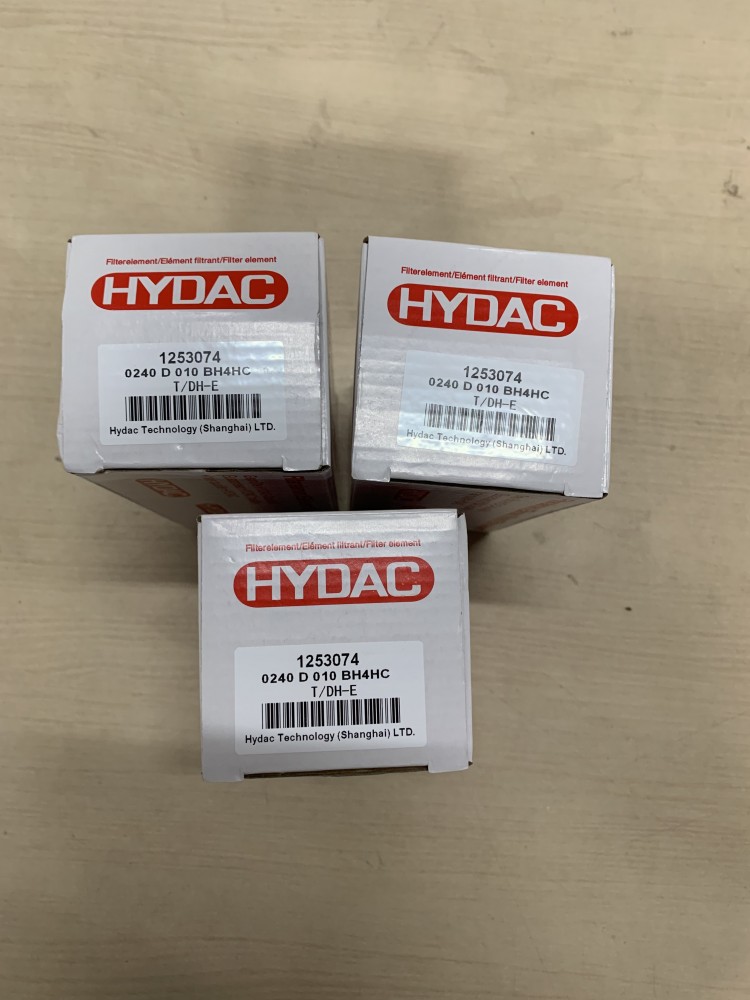 Filterelement/Elément filtrant/Filter element
HYDAC
1253074
0240 D 010 BH4HC
T/DH-E
Hydac Technology (Shanghai) LTD.
Filterelement/Elément filtrant/Filter element
HYDAC
1253074
0240 D 010 BH4HC
T/DH-E
Hydac Technology (Shanghai) LTD.
Filterelement/Elément filtrant/Filter element
HYDAC
1253074
0240 D 010 BH4HC
T/DH-E
Hydac Technology (Shanghai) LTD.